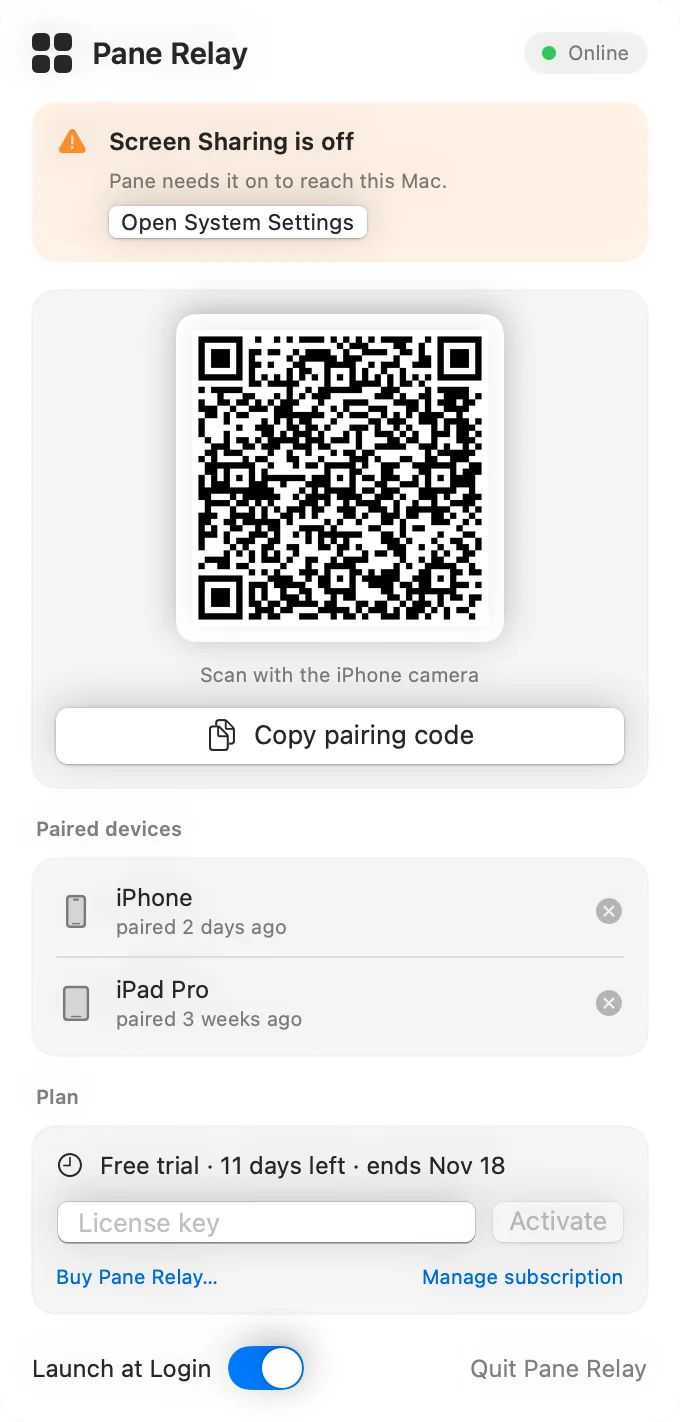 Pane Relay
Online
Screen Sharing is off
Pane needs it on to reach this Mac.
Open System Settings
Scan with the iPhone camera
Copy pairing code
Paired devices
iPhone
paired 2 days ago
iPad Pro
paired 3 weeks ago
Plan
Free trial · 11 days left · ends Nov 18
License key
Activate
Buy Pane Relay...
Manage subscription
Launch at Login
Quit Pane Relay